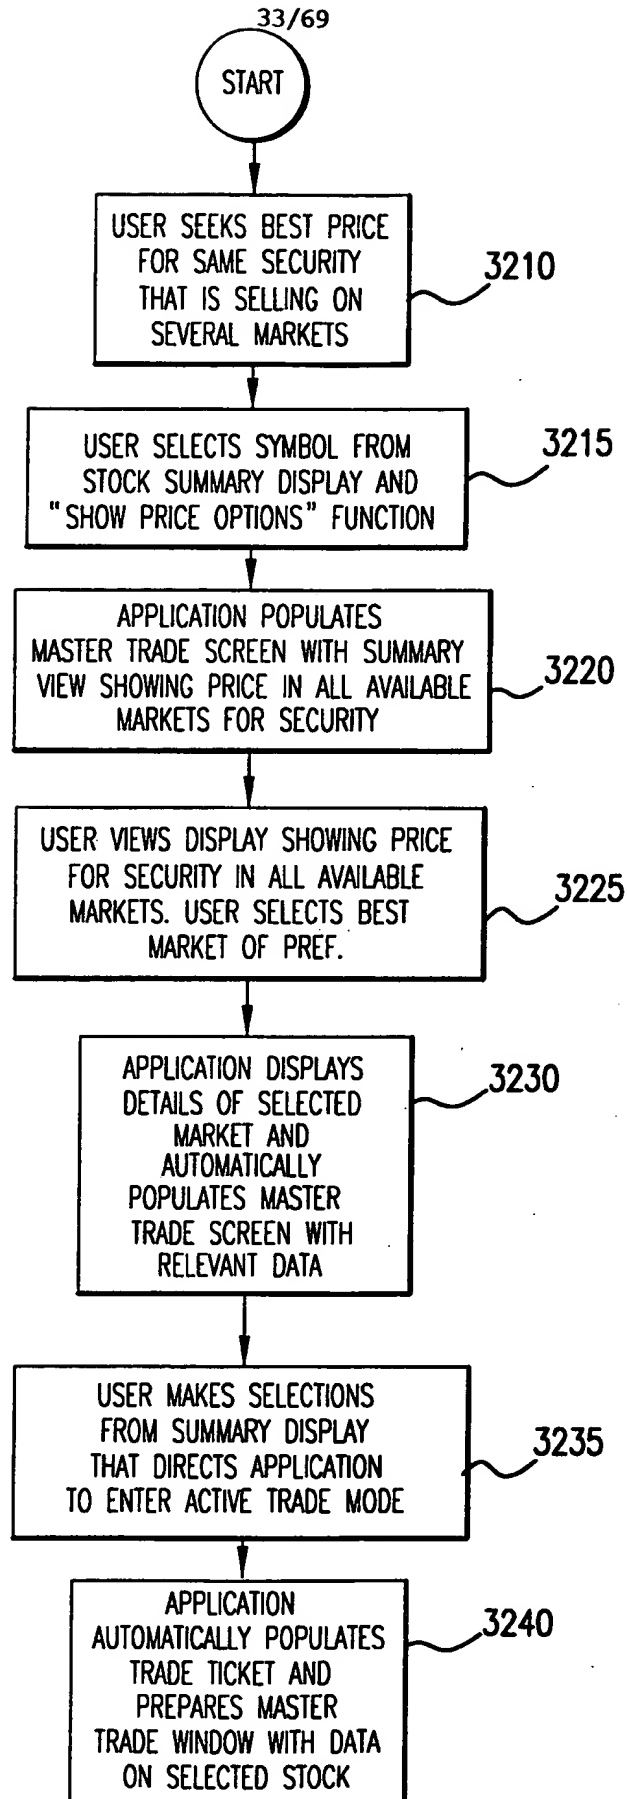 33/69
START
USER SEEKS BEST PRICE
FOR SAME SECURITY
THAT IS SELLING ON
SEVERAL MARKETS
3210
USER SELECTS SYMBOL FROM
STOCK SUMMARY DISPLAY AND
"SHOW PRICE OPTIONS" FUNCTION
3215
APPLICATION POPULATES
MASTER TRADE SCREEN WITH SUMMARY
VIEW SHOWING PRICE IN ALL AVAILABLE
MARKETS FOR SECURITY
3220
USER VIEWS DISPLAY SHOWING PRICE
FOR SECURITY IN ALL AVAILABLE
MARKETS. USER SELECTS BEST
MARKET OF PREF.
3225
APPLICATION DISPLAYS
DETAILS OF SELECTED
MARKET AND
AUTOMATICALLY
POPULATES MASTER
TRADE SCREEN WITH
RELEVANT DATA
3230
USER MAKES SELECTIONS
FROM SUMMARY DISPLAY
THAT DIRECTS APPLICATION
TO ENTER ACTIVE TRADE MODE
3235
APPLICATION
AUTOMATICALLY POPULATES
TRADE TICKET AND
PREPARES MASTER
TRADE WINDOW WITH DATA
ON SELECTED STOCK
3240